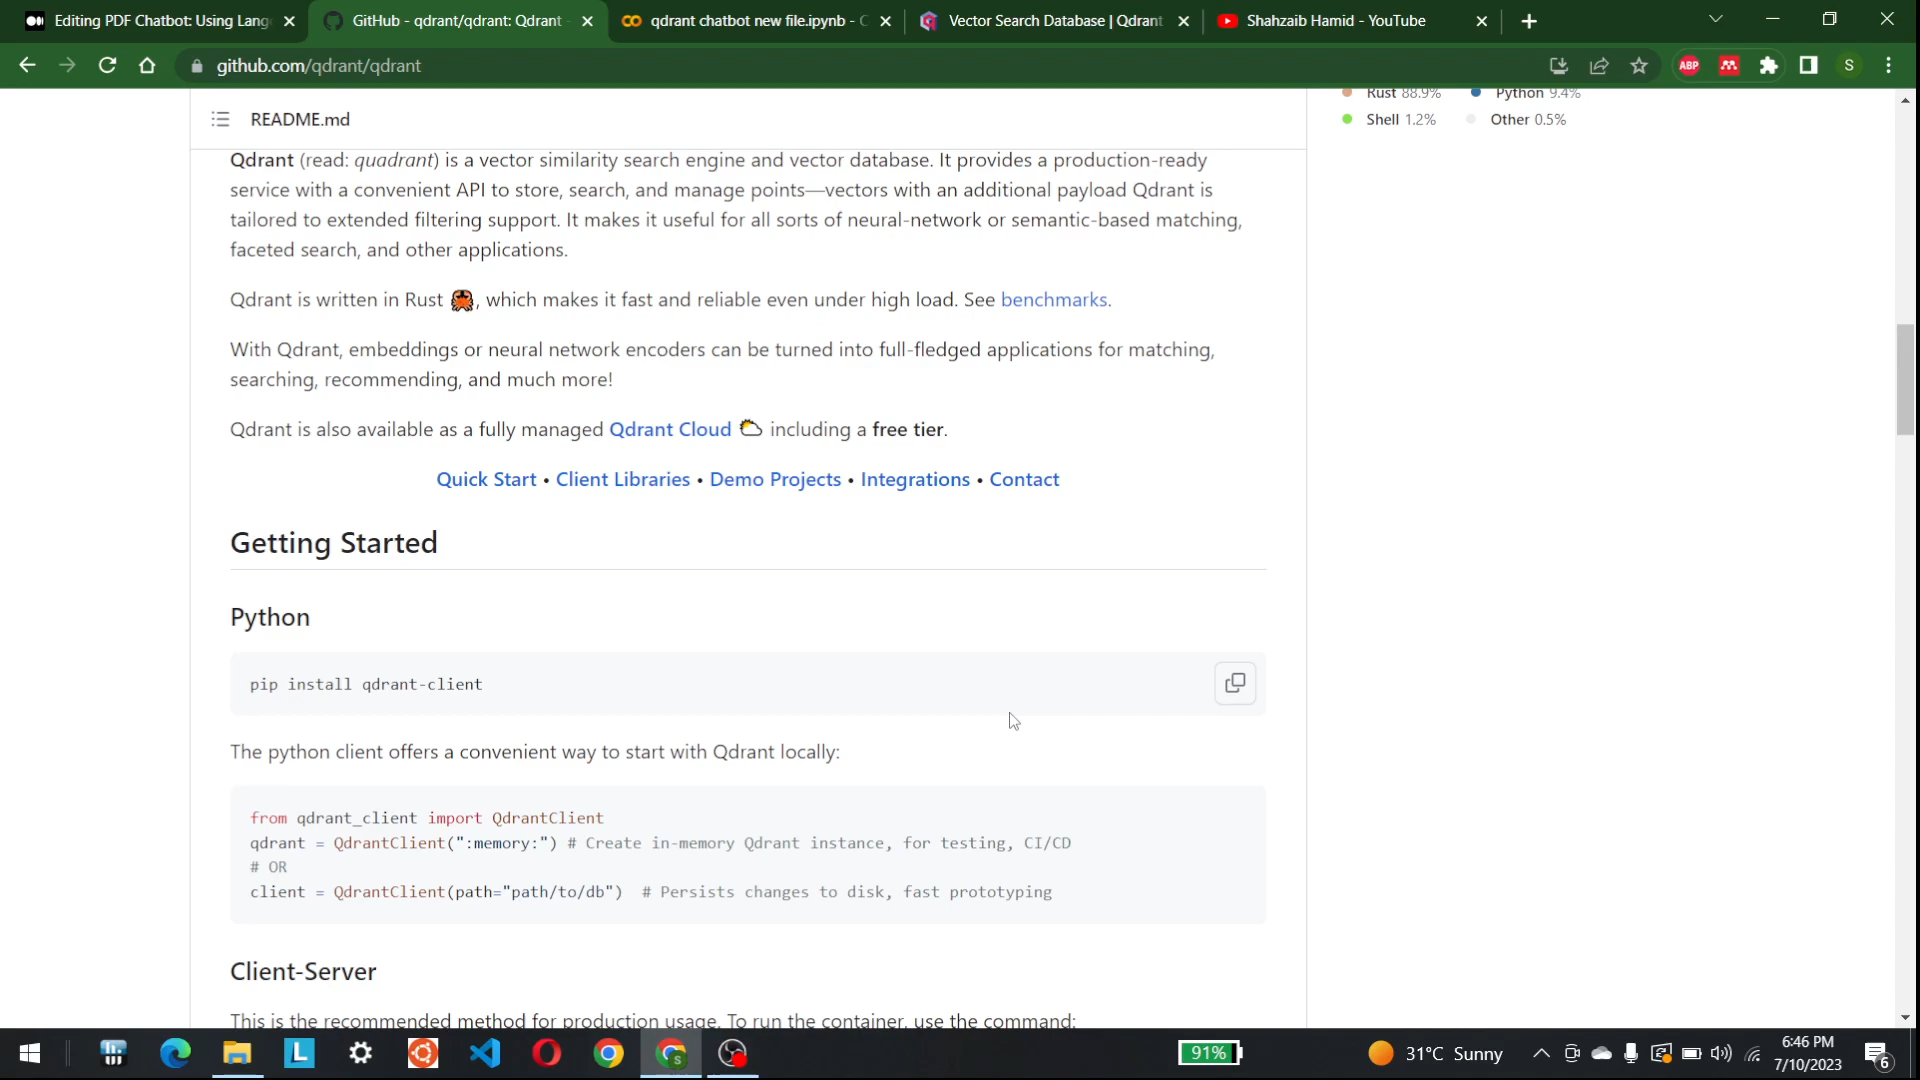 Editing PDF Chatbot: Using Lang
GitHub - qdrant/qdrant: Qdrant
qdrant chatbot new file.ipynb - C
Vector Search Database | Qdrant
Shahzaib Hamid - YouTube
github.com/qdrant/qdrant
ABP
S
README.md
Rust 88.9% Python 9.4%
Shell 1.2% Other 0.5%
Qdrant (read: quadrant) is a vector similarity search engine and vector database. It provides a production-ready
service with a convenient API to store, search, and manage points—vectors with an additional payload Qdrant is
tailored to extended filtering support. It makes it useful for all sorts of neural-network or semantic-based matching,
faceted search, and other applications.
Qdrant is written in Rust 🦀, which makes it fast and reliable even under high load. See benchmarks.
With Qdrant, embeddings or neural network encoders can be turned into full-fledged applications for matching,
searching, recommending, and much more!
Qdrant is also available as a fully managed Qdrant Cloud ⛅ including a free tier.
Quick Start • Client Libraries • Demo Projects • Integrations • Contact
Getting Started
Python
pip install qdrant-client
The python client offers a convenient way to start with Qdrant locally:
from qdrant_client import QdrantClient
qdrant = QdrantClient(":memory:") # Create in-memory Qdrant instance, for testing, CI/CD
# OR
client = QdrantClient(path="path/to/db")  # Persists changes to disk, fast prototyping
Client-Server
This is the recommended method for production usage. To run the container, use the command:
L
S
91%
31°C Sunny
6:46 PM
7/10/2023
6